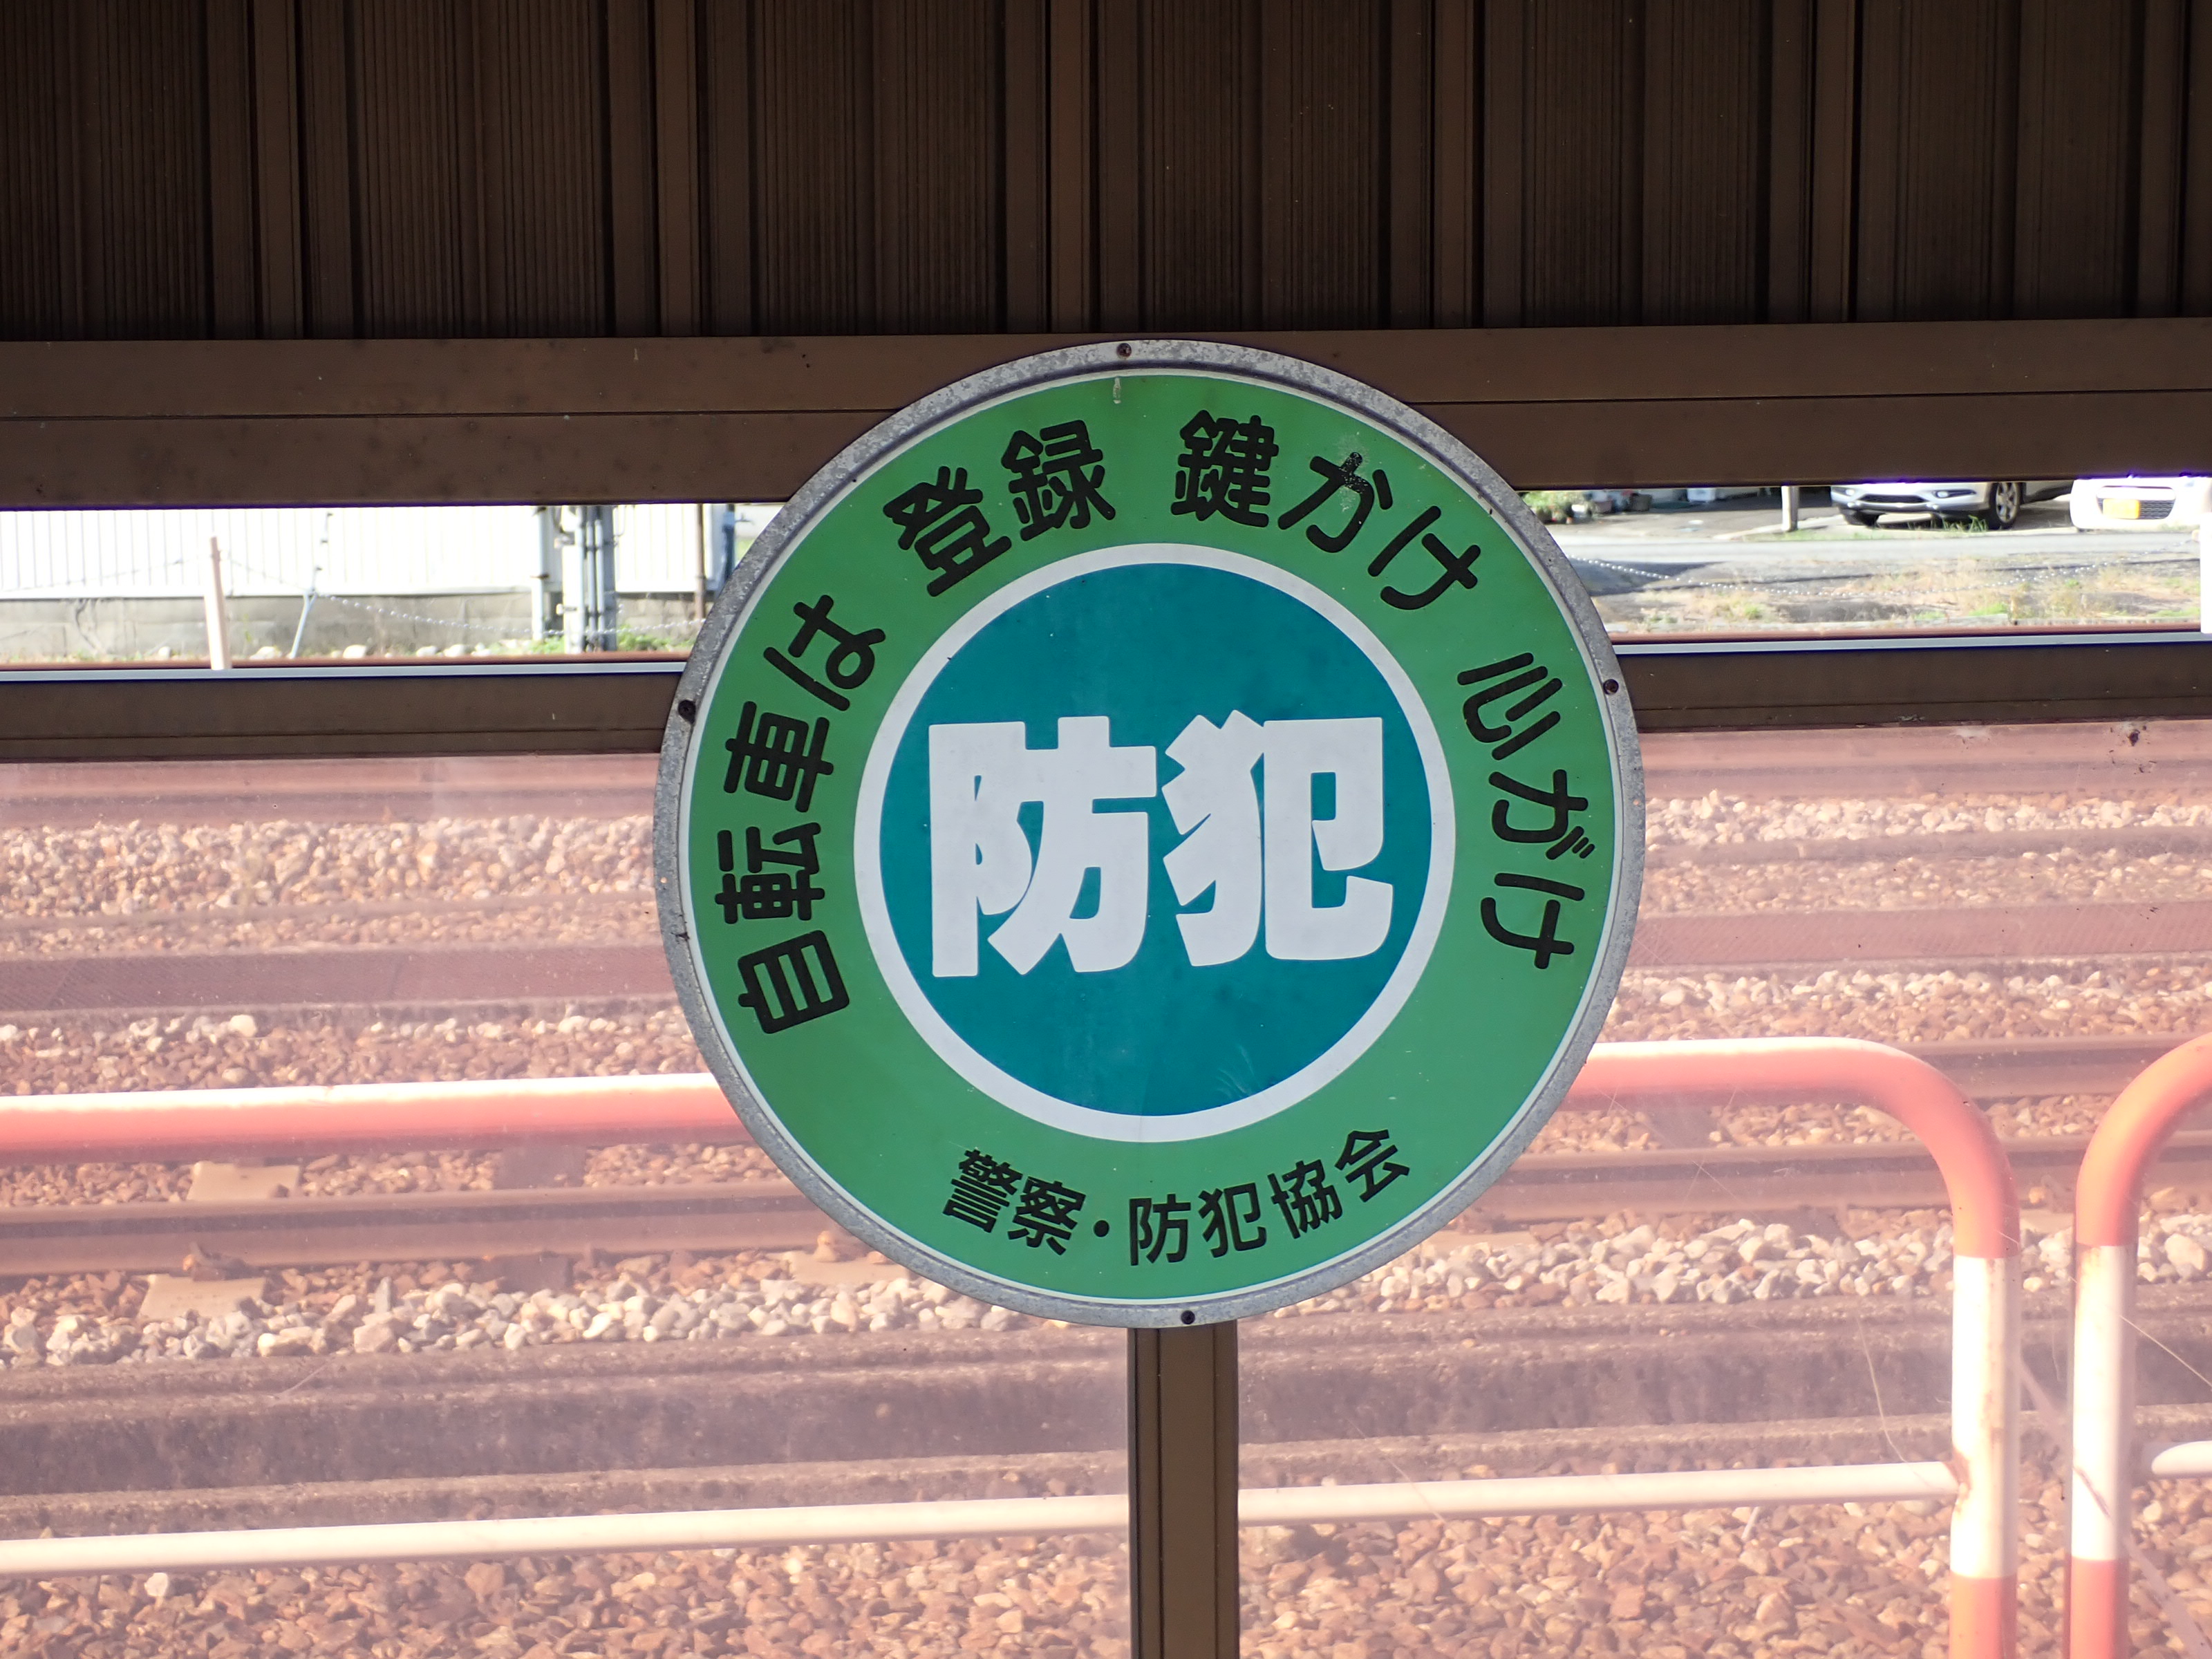 自転車は 登録 鍵かけ 心がけ
防犯
警察・防犯協会